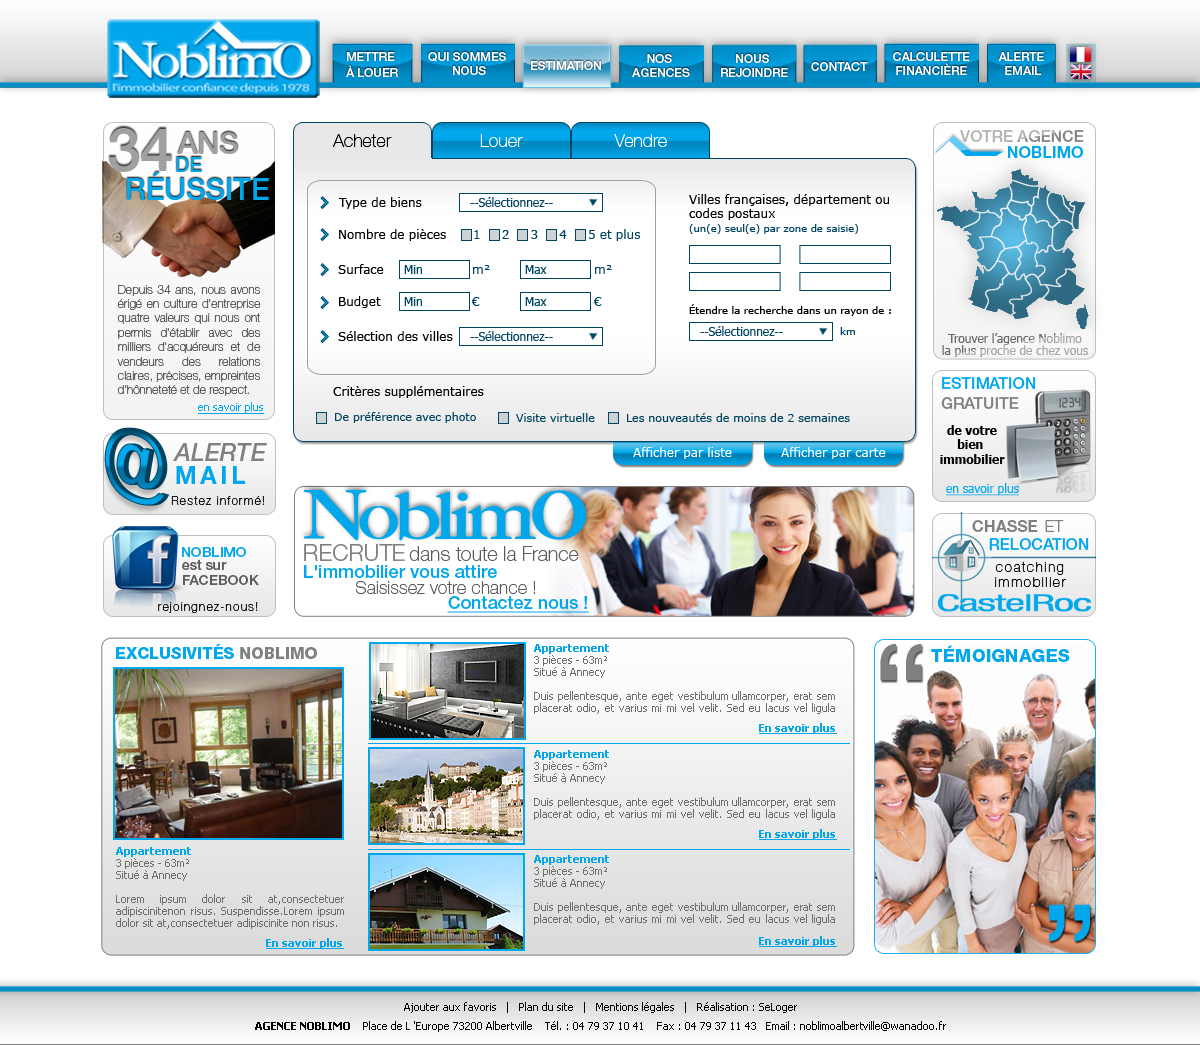 NoblimO
l'immobilier confiance depuis 1978
METTRE
À LOUER
QUI SOMMES
NOUS
ESTIMATION
NOS
AGENCES
NOUS
REJOINDRE
CONTACT
CALCULETTE
FINANCIÈRE
ALERTE
EMAIL
34 ANS
DE
RÉUSSITE
Depuis 34 ans, nous avons
érigé en culture d'entreprise
quatre valeurs qui nous ont
permis d'établir avec des
milliers d'acquéreurs et de
vendeurs des relations
claires, précises, empreintes
d'hônneteté et de respect.
en savoir plus
@ ALERTE
MAIL
Restez informé!
f
NOBLIMO
est sur
FACEBOOK
rejoingnez-nous!
Acheter
Louer
Vendre
Type de biens
--Sélectionnez--
Nombre de pièces
1 2 3 4 5 et plus
Surface Min m² Max m²
Budget Min € Max €
Sélection des villes --Sélectionnez--
Villes françaises, département ou
codes postaux
(un(e) seul(e) par zone de saisie)
Étendre la recherche dans un rayon de :
--Sélectionnez-- km
Critères supplémentaires
De préférence avec photo Visite virtuelle Les nouveautés de moins de 2 semaines
Afficher par liste
Afficher par carte
NoblimO
RECRUTE dans toute la France
L'immobilier vous attire
Saisissez votre chance !
Contactez nous !
VOTRE AGENCE
NOBLIMO
Trouver l'agence Noblimo
la plus proche de chez vous
ESTIMATION
GRATUITE
1234
de votre
bien
immobilier
en savoir plus
CHASSE ET
RELOCATION
coatching
immobilier
CastelRoc
EXCLUSIVITÉS NOBLIMO
Appartement
3 pièces - 63m²
Situé à Annecy
Lorem ipsum dolor sit at,consectetuer
adipiscinitenon risus. Suspendisse.Lorem ipsum
dolor sit at,consectetuer adipiscinite non risus.
En savoir plus
Appartement
3 pièces - 63m²
Situé à Annecy
Duis pellentesque, ante eget vestibulum ullamcorper, erat sem
placerat odio, et varius mi mi vel velit. Sed eu lacus vel ligula
En savoir plus
Appartement
3 pièces - 63m²
Situé à Annecy
Duis pellentesque, ante eget vestibulum ullamcorper, erat sem
placerat odio, et varius mi mi vel velit. Sed eu lacus vel ligula
En savoir plus
Appartement
3 pièces - 63m²
Situé à Annecy
Duis pellentesque, ante eget vestibulum ullamcorper, erat sem
placerat odio, et varius mi mi vel velit. Sed eu lacus vel ligula
En savoir plus
“ TÉMOIGNAGES
”
Ajouter aux favoris | Plan du site | Mentions légales | Réalisation : SeLoger
AGENCE NOBLIMO Place de L 'Europe 73200 Albertville Tél. : 04 79 37 10 41 Fax : 04 79 37 11 43 Email : noblimoalbertville@wanadoo.fr